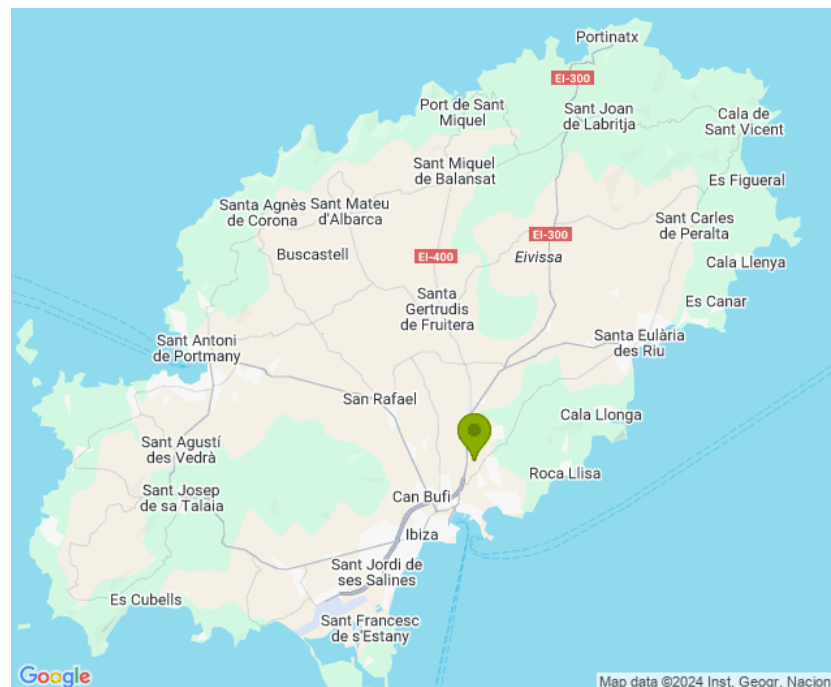 Portinatx
EI-300
Port de Sant
Miquel
Sant Joan
de Labritja
Cala de
Sant Vicent
Sant Miquel
de Balansat
Es Figueral
Santa Agnès
de Corona
Sant Mateu
d'Albarca
Sant Carles
de Peralta
EI-300
Buscastell
EI-400
Eivissa
Cala Llenya
Santa
Gertrudis
de Fruitera
Es Canar
Sant Antoni
de Portmany
Santa Eulària
des Riu
San Rafael
Cala Llonga
Sant Agustí
des Vedrà
Roca Llisa
Sant Josep
de sa Talaia
Can Bufi
Ibiza
Sant Jordi de
ses Salines
Es Cubells
Sant Francesc
de s'Estany
Google
Map data ©2024 Inst. Geogr. Nacion